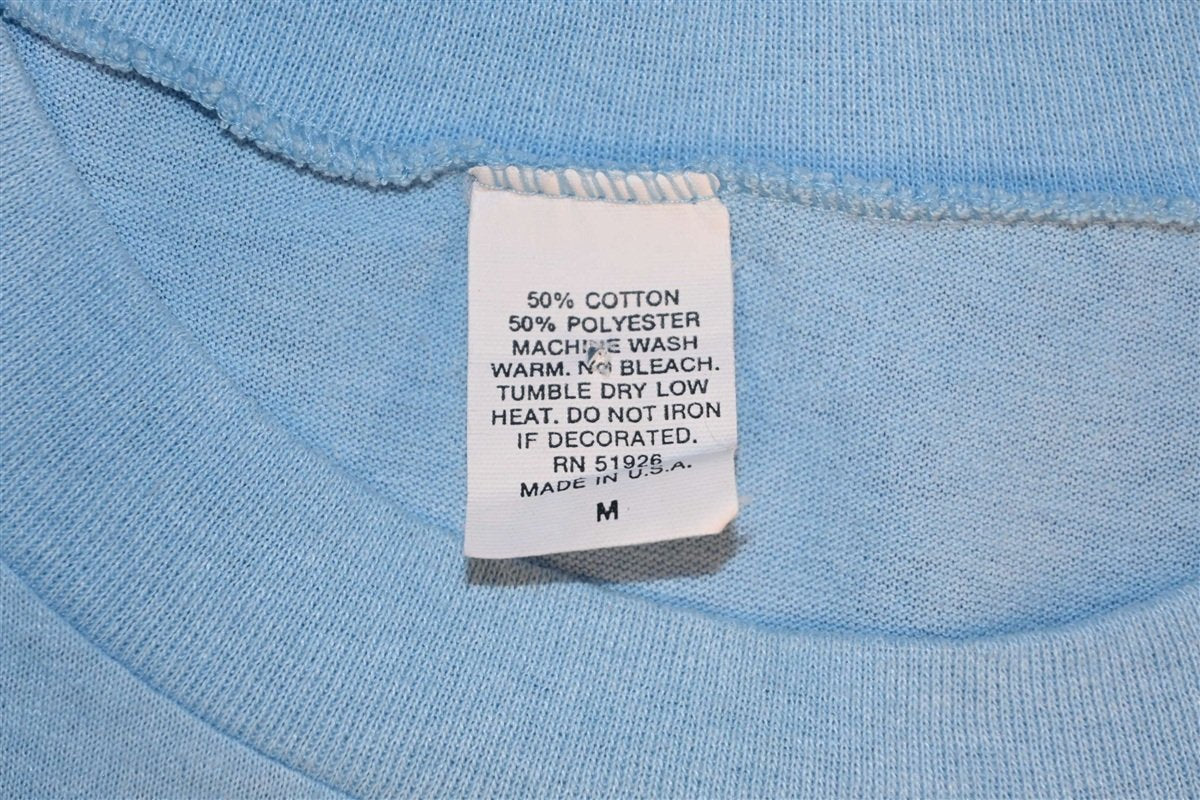 50% COTTON
50% POLYESTER
MACHINE WASH
WARM. NO BLEACH.
TUMBLE DRY LOW
HEAT. DO NOT IRON
IF DECORATED.
RN 51926
MADE IN U.S.A.
M